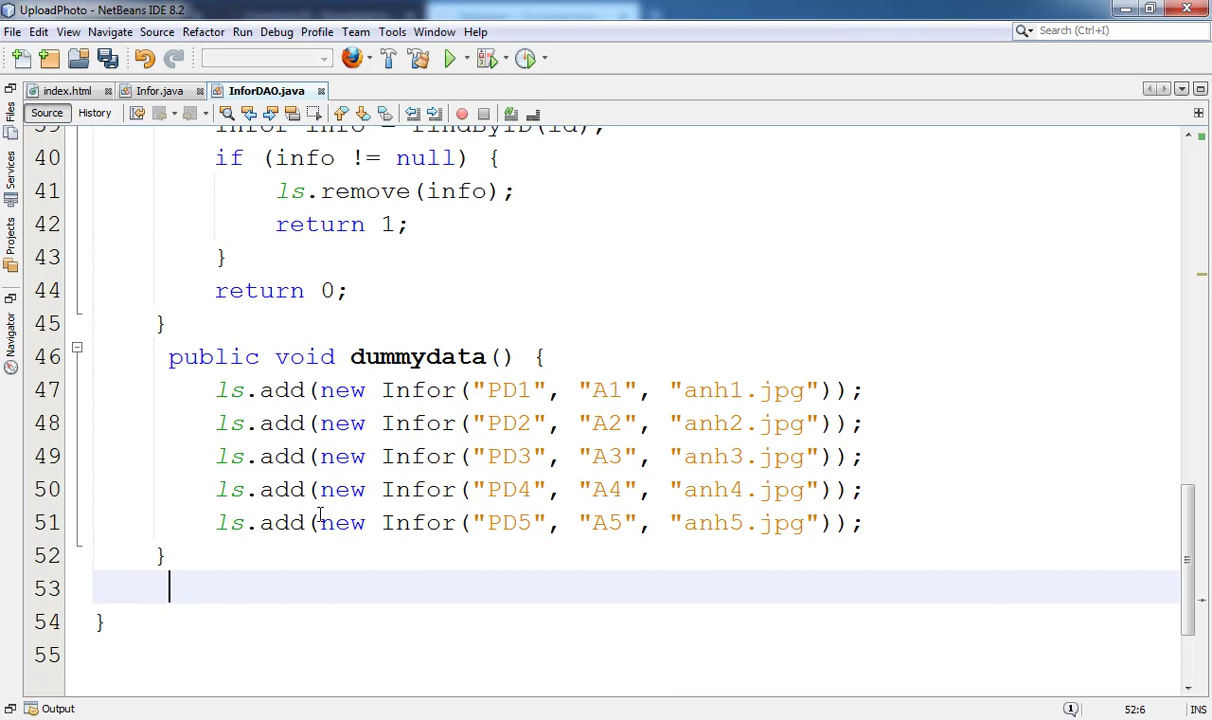 UploadPhoto - NetBeans IDE 8.2
File Edit View Navigate Source Refactor Run Debug Profile Team Tools Window Help
Search (Ctrl+I)
index.html Infor.java InforDAO.java
Source History
Files
Services
Projects
Navigator
39 Infor info = findByID(id);
40 if (info != null) {
41 ls.remove(info);
42 return 1;
43 }
44 return 0;
45 }
46 public void dummydata() {
47 ls.add(new Infor("PD1", "A1", "anh1.jpg"));
48 ls.add(new Infor("PD2", "A2", "anh2.jpg"));
49 ls.add(new Infor("PD3", "A3", "anh3.jpg"));
50 ls.add(new Infor("PD4", "A4", "anh4.jpg"));
51 ls.add(new Infor("PD5", "A5", "anh5.jpg"));
52 }
53
54 }
55
Output
52:6 INS